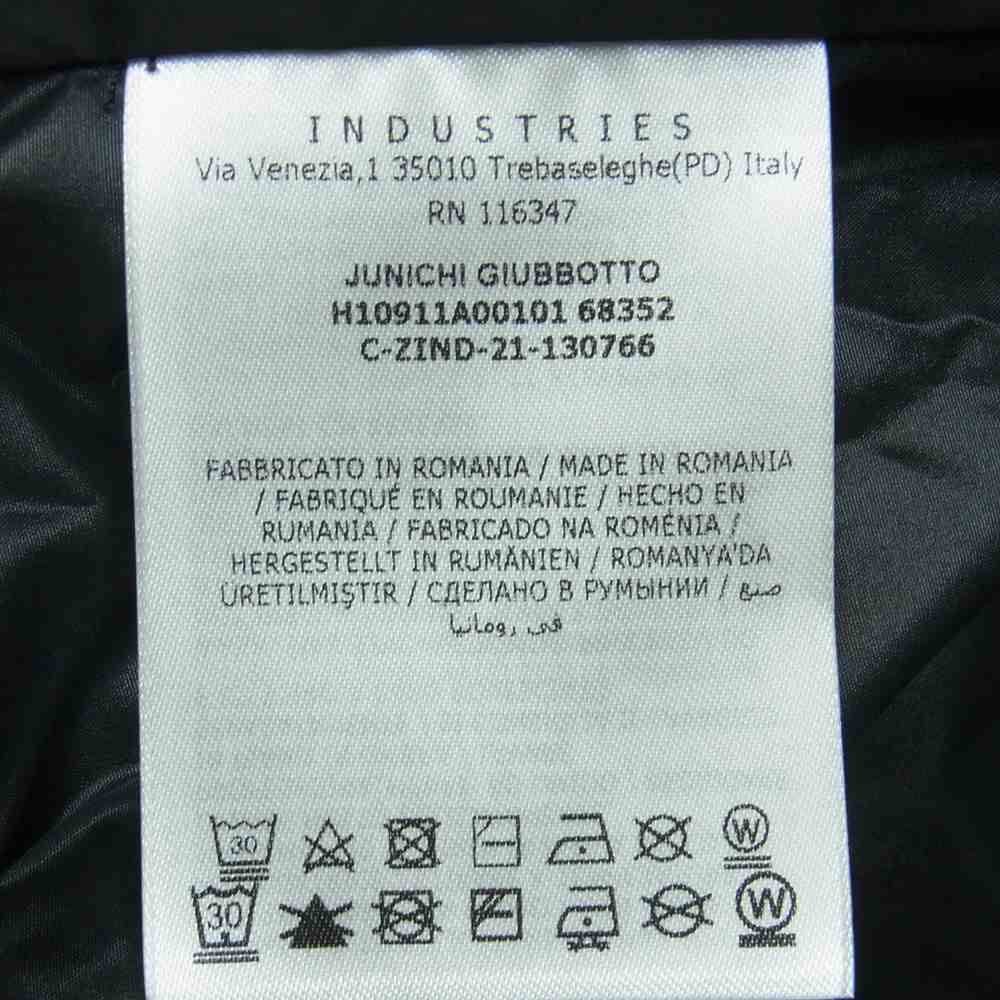 INDUSTRIES
Via Venezia,1 35010 Trebaseleghe(PD) Italy
RN 116347
JUNICHI GIUBBOTTO
H10911A00101 68352
C-ZIND-21-130766
FABBRICATO IN ROMANIA / MADE IN ROMANIA
/ FABRIQUÉ EN ROUMANIE / HECHO EN
RUMANIA / FABRICADO NA ROMÉNIA /
HERGESTELLT IN RUMÄNIEN / ROMANYA'DA
ÜRETILMIŞTIR / СДЕЛАНО В РУМЫНИИ / صنع
في رومانيا
30 W
30 W